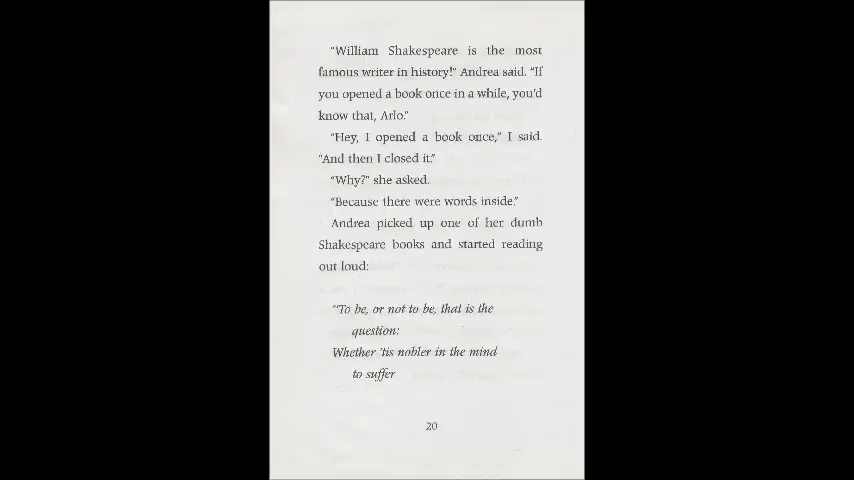 "William Shakespeare is the most
famous writer in history!" Andrea said. "If
you opened a book once in a while, you'd
know that, Arlo."
"Hey, I opened a book once," I said.
"And then I closed it."
"Why?" she asked.
"Because there were words inside."
Andrea picked up one of her dumb
Shakespeare books and started reading
out loud:
"'To be, or not to be, that is the
question:
Whether 'tis nobler in the mind
to suffer
20